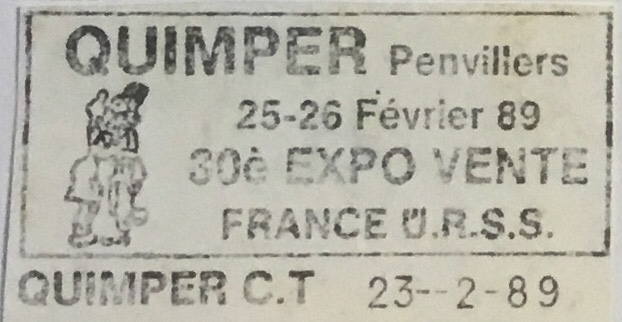 QUIMPER Penvillers
25-26 Février 89
30è EXPO VENTE
FRANCE U.R.S.S.
QUIMPER C.T 23--2-89